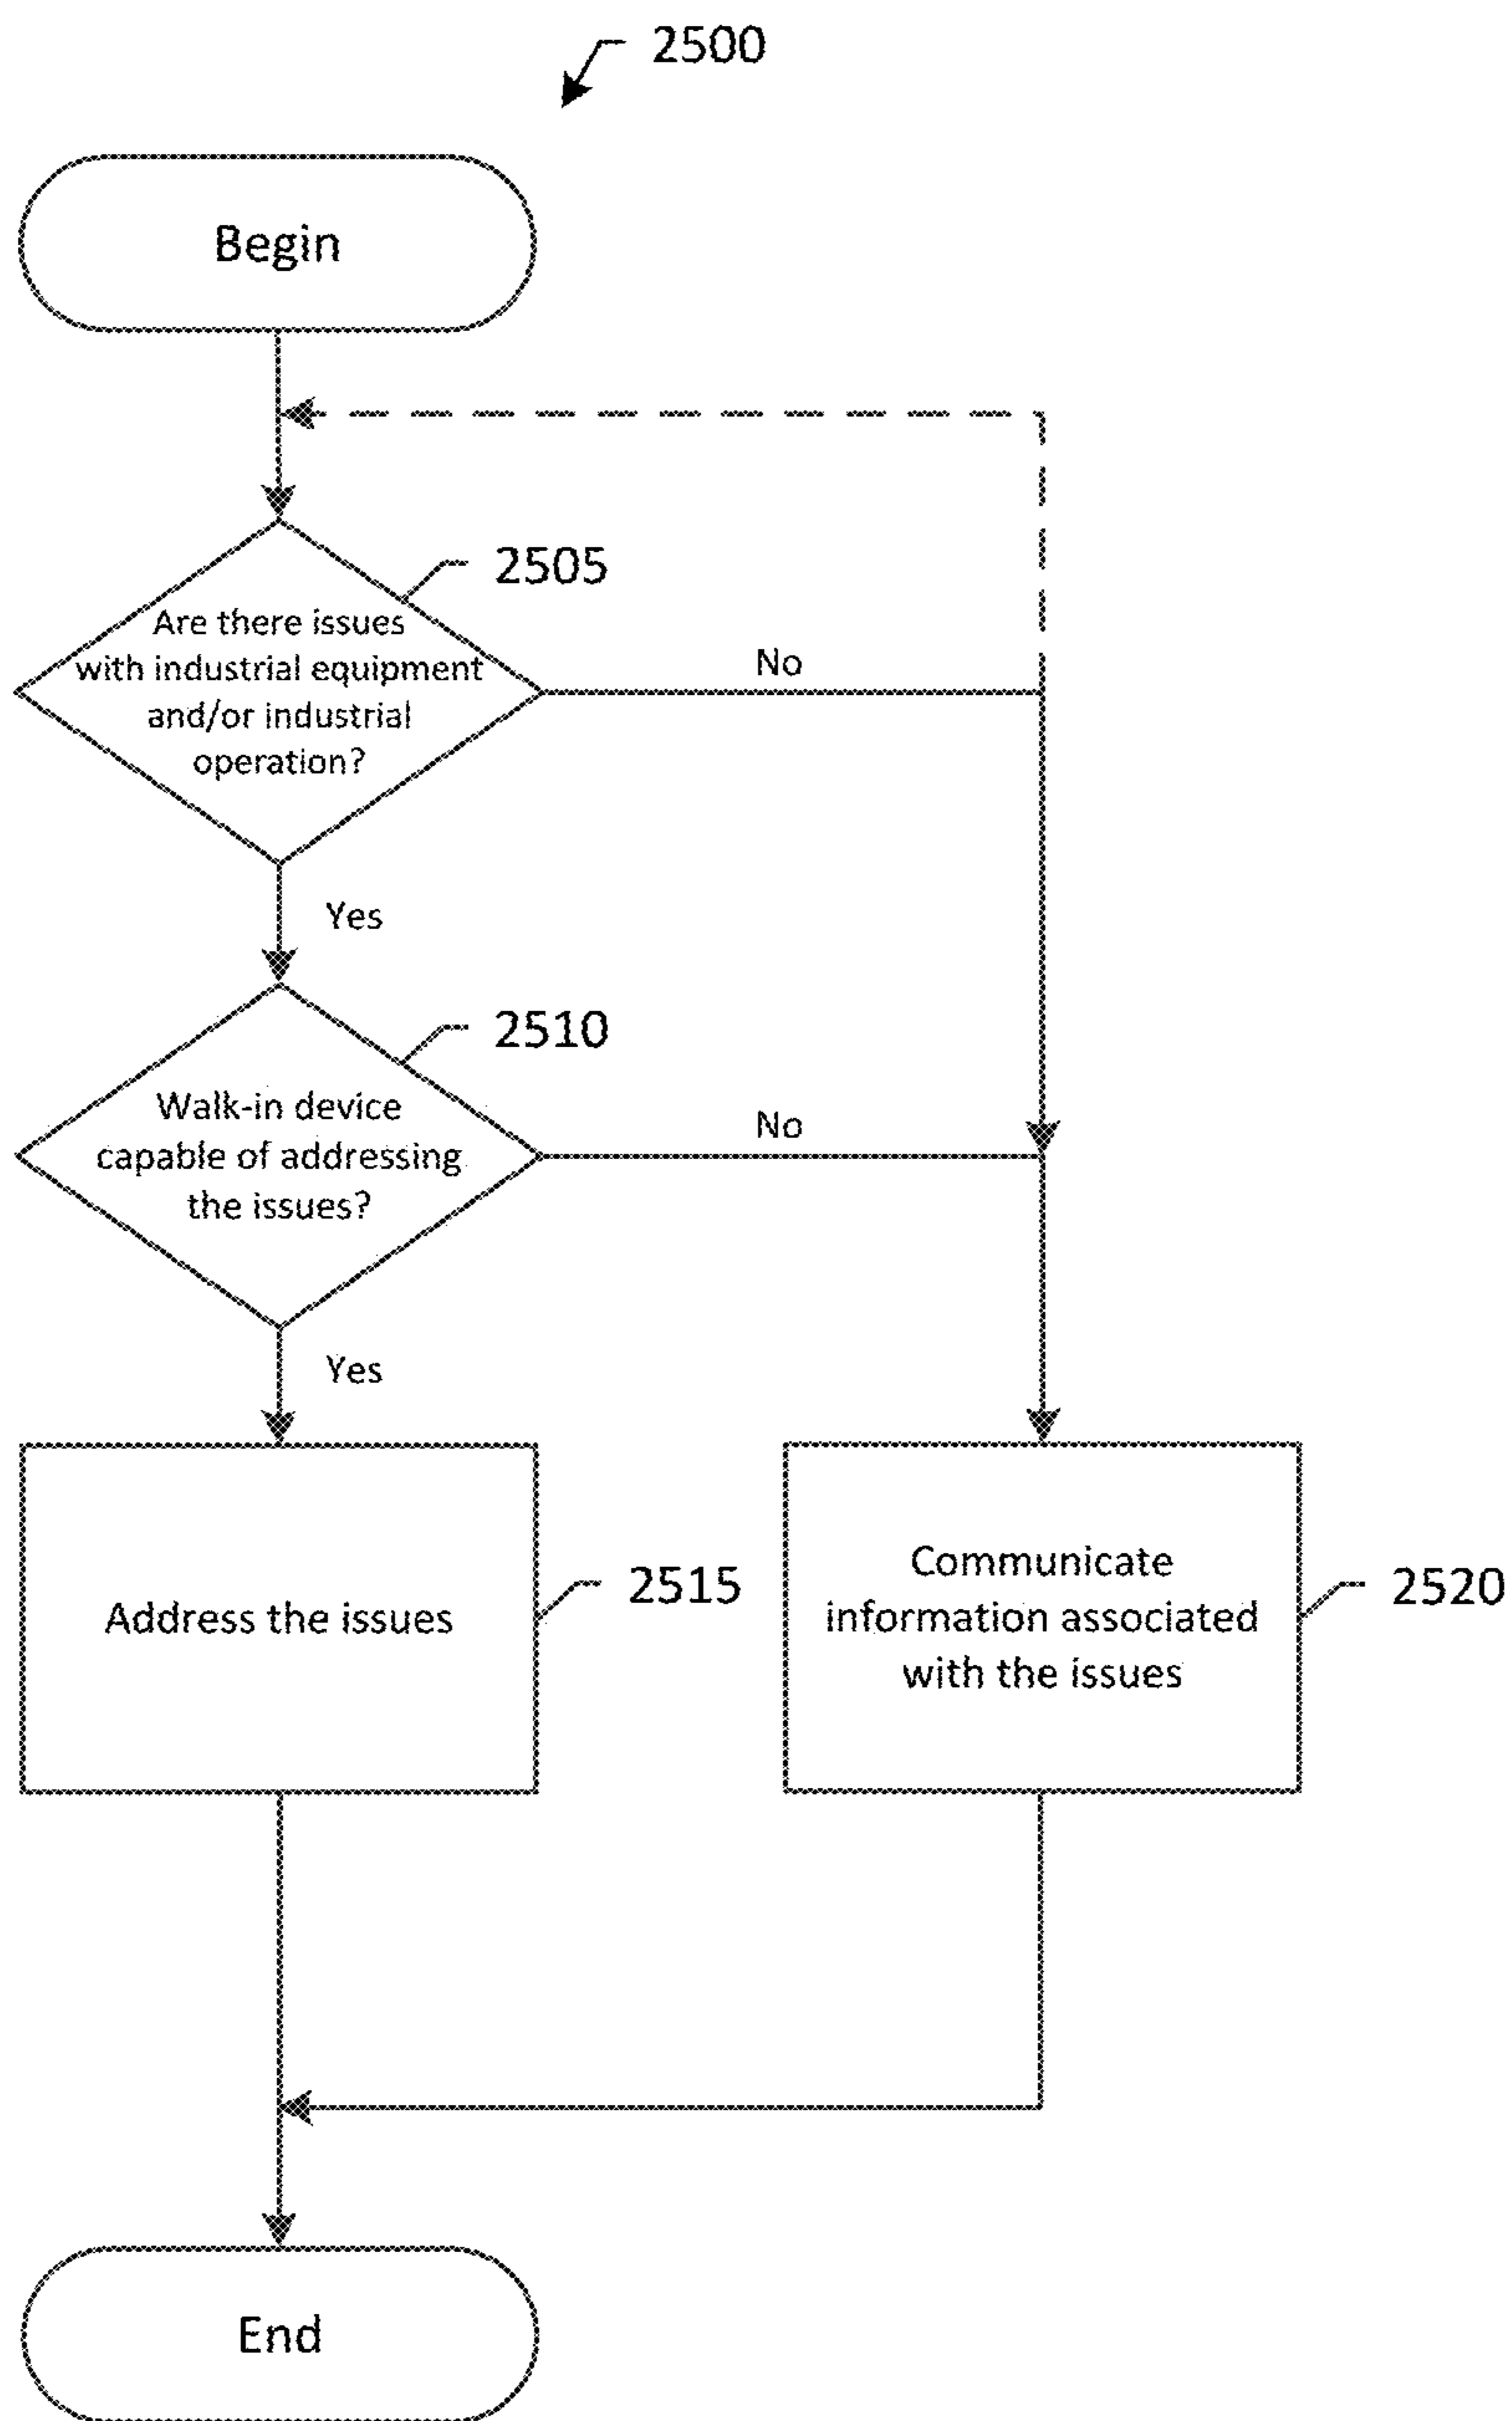 2500
Begin
2505
Are there issues
with industrial equipment
and/or industrial
operation?
No
Yes
2510
Walk-in device
capable of addressing
the issues?
No
Yes
Address the issues
2515
Communicate
information associated
with the issues
2520
End